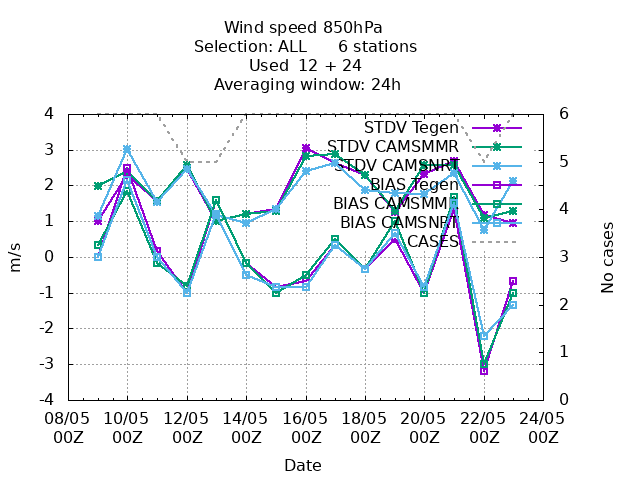 Wind speed 850hPa
Selection: ALL 6 stations
Used 12 + 24
Averaging window: 24h
STDV Tegen
STDV CAMSMMR
STDV CAMSNRT
BIAS Tegen
BIAS CAMSMMR
BIAS CAMSNRT
CASES
m/s
4
3
2
1
0
-1
-2
-3
-4
No cases
6
5
4
3
2
1
0
08/05 10/05 12/05 14/05 16/05 18/05 20/05 22/05 24/05
00Z 00Z 00Z 00Z 00Z 00Z 00Z 00Z 00Z
Date